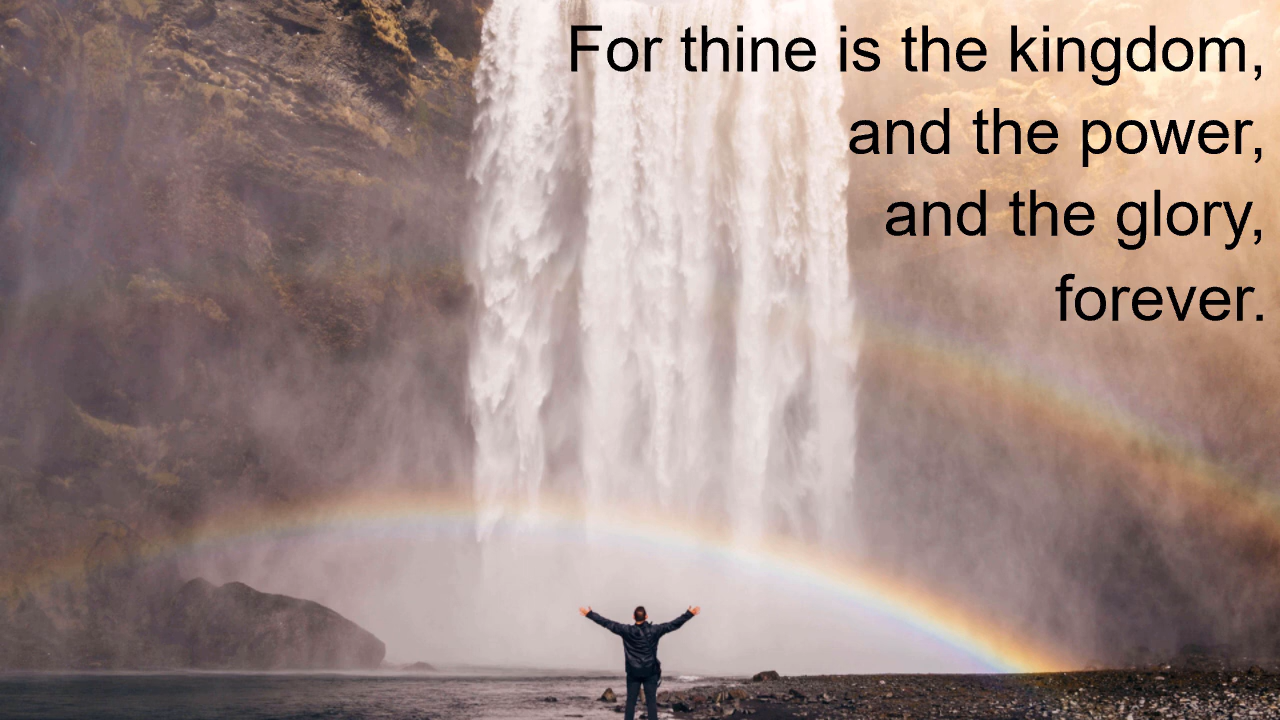 For thine is the kingdom,
and the power,
and the glory,
forever.